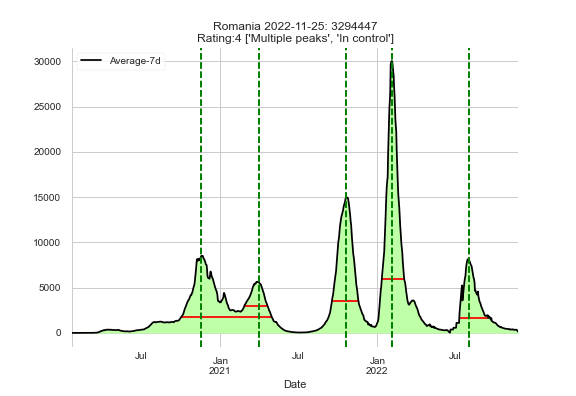 Romania 2022-11-25: 3294447
Rating:4 ['Multiple peaks', 'In control']
Average-7d
30000
25000
20000
15000
10000
5000
0
Jul
Jan
2021
Jul
Jan
2022
Jul
Date